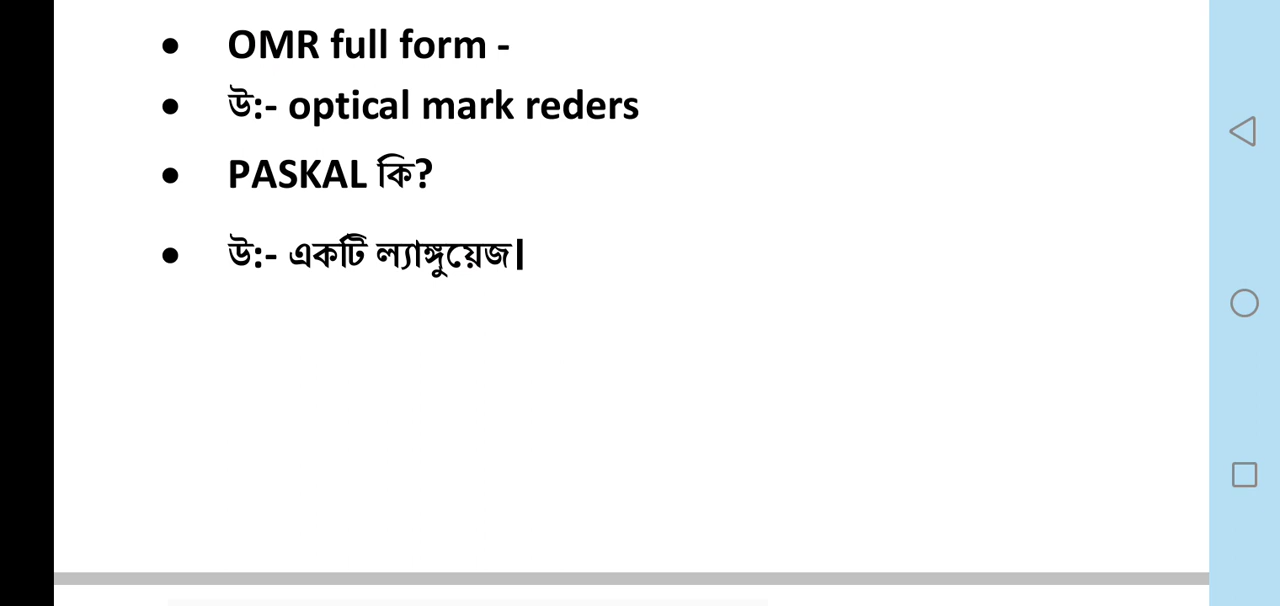 • OMR full form -
• উ:- optical mark reders
• PASKAL কি?
• উ:- একটি ল্যাঙ্গুয়েজ।